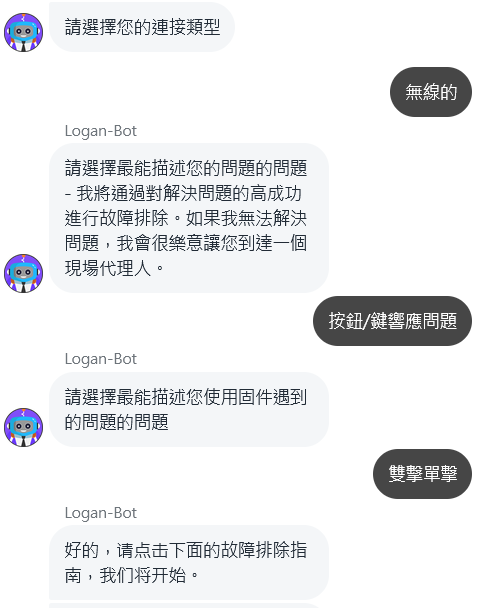 請選擇您的連接類型
無線的
Logan-Bot
請選擇最能描述您的問題的問題
- 我將通過對解決問題的高成功
進行故障排除。如果我無法解決
問題，我會很樂意讓您到達一個
現場代理人。
按鈕/鍵響應問題
Logan-Bot
請選擇最能描述您使用固件遇到
的問題的問題
雙擊單擊
Logan-Bot
好的，请点击下面的故障排除指
南，我们将开始。